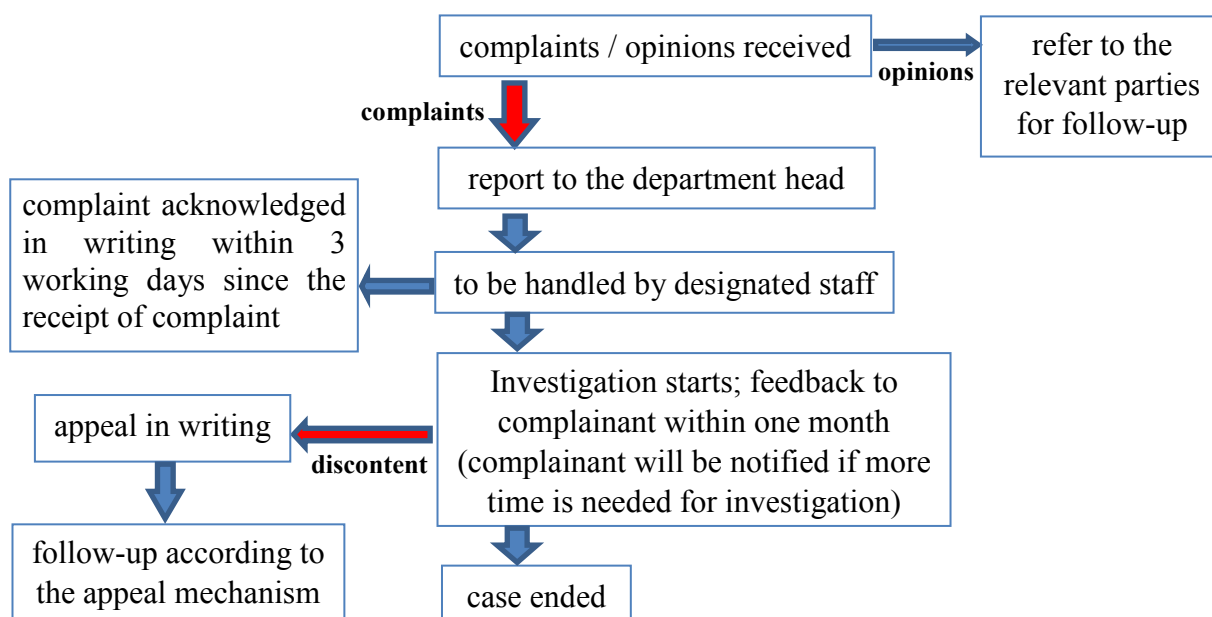 complaints / opinions received
opinions
refer to the
relevant parties
for follow-up
complaints
report to the department head
complaint acknowledged
in writing within 3
working days since the
receipt of complaint
to be handled by designated staff
Investigation starts; feedback to
complainant within one month
(complainant will be notified if more
time is needed for investigation)
appeal in writing
discontent
follow-up according to
the appeal mechanism
case ended